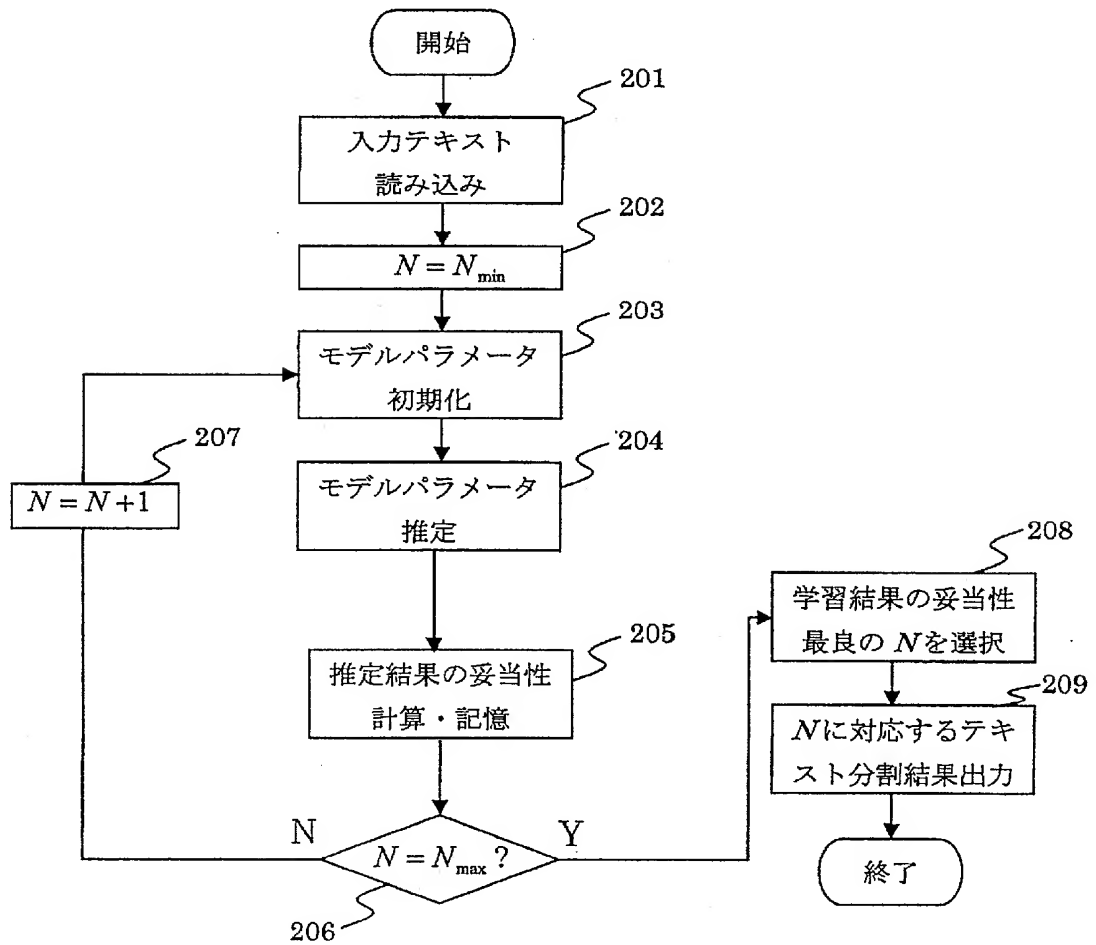 開始
201
入力テキスト
読み込み
202
N = N_min
203
モデルパラメータ
初期化
207
N = N+1
204
モデルパラメータ
推定
205
推定結果の妥当性
計算・記憶
N
N = N_max ?
Y
206
208
学習結果の妥当性
最良の Nを選択
209
Nに対応するテキ
スト分割結果出力
終了